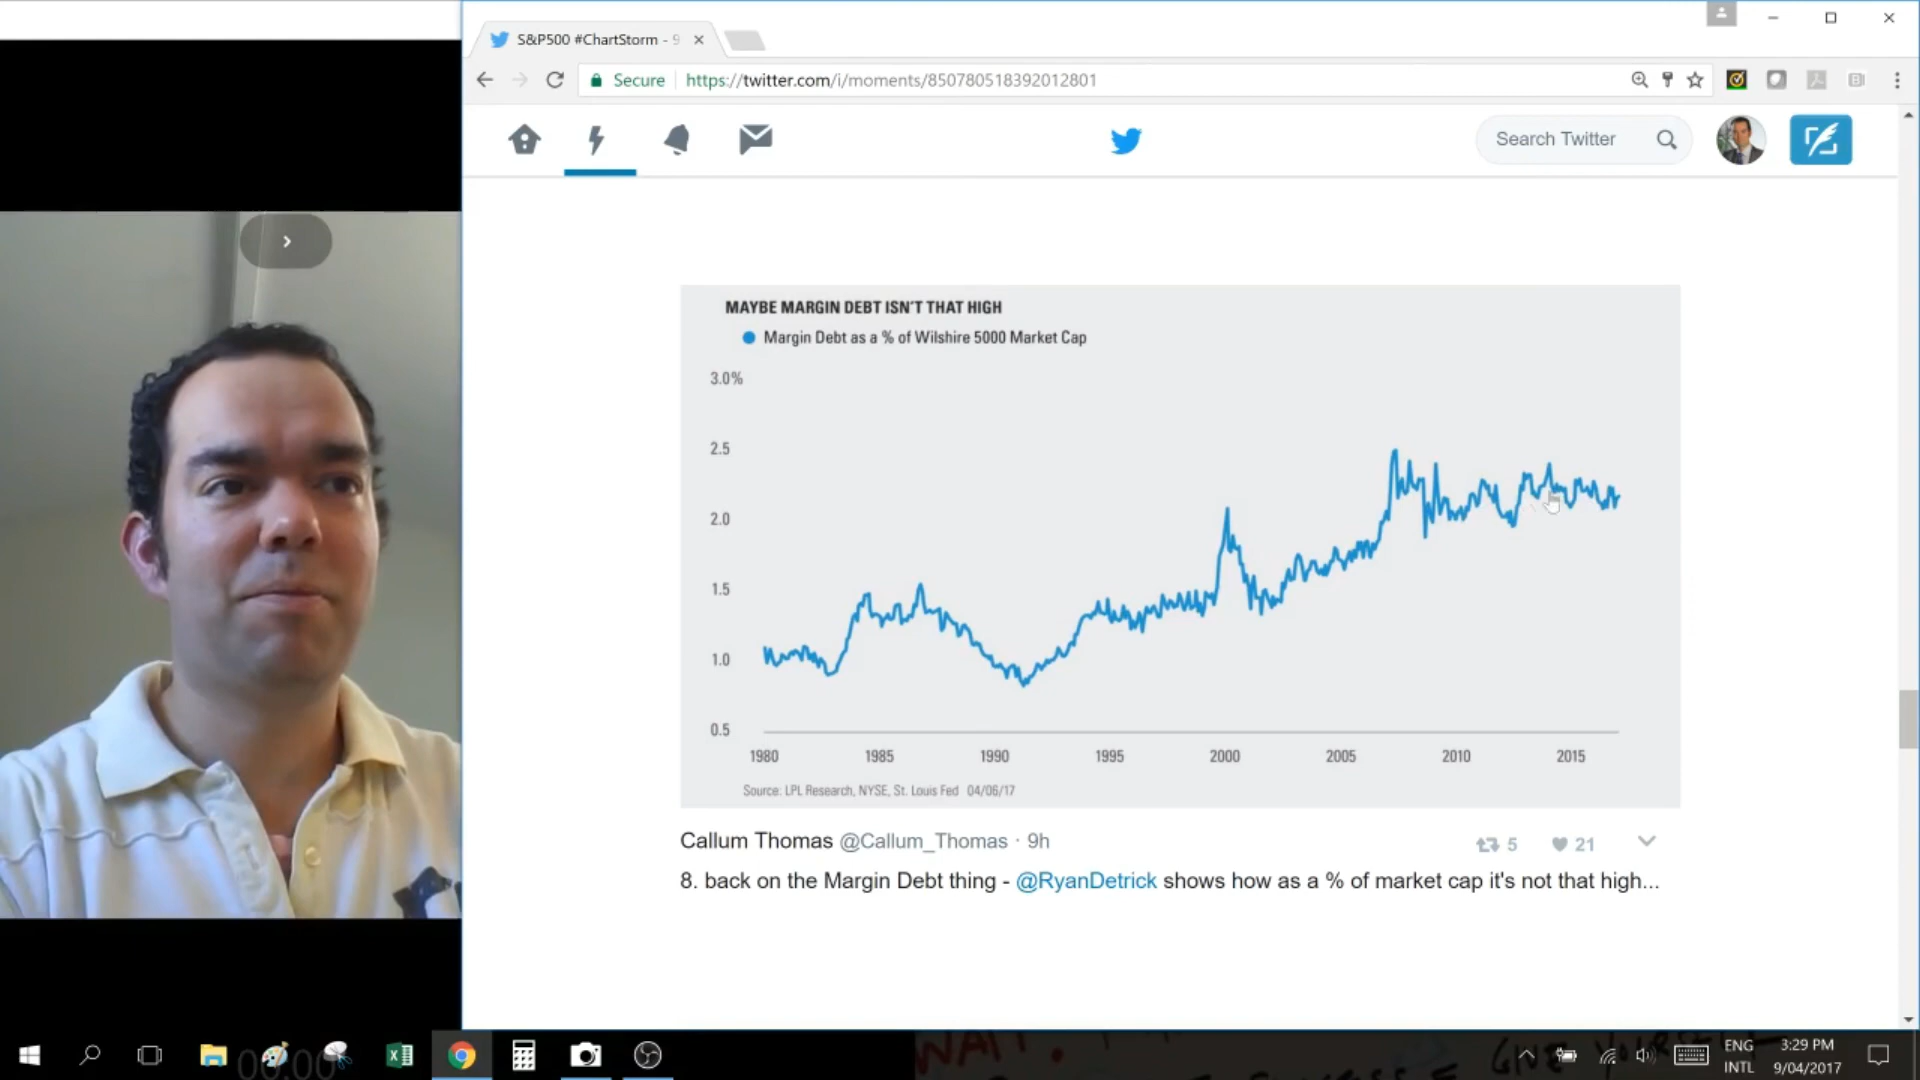 S&P500 #ChartStorm - 9
Secure
https://twitter.com/i/moments/850780518392012801
Search Twitter
MAYBE MARGIN DEBT ISN'T THAT HIGH
Margin Debt as a % of Wilshire 5000 Market Cap
3.0%
2.5
2.0
1.5
1.0
0.5
1980 1985 1990 1995 2000 2005 2010 2015
Source: LPL Research, NYSE, St. Louis Fed 04/06/17
Callum Thomas @Callum_Thomas · 9h
5 21
8. back on the Margin Debt thing - @RyanDetrick shows how as a % of market cap it's not that high...
00:00
WAIT.
ENG
INTL
3:29 PM
9/04/2017